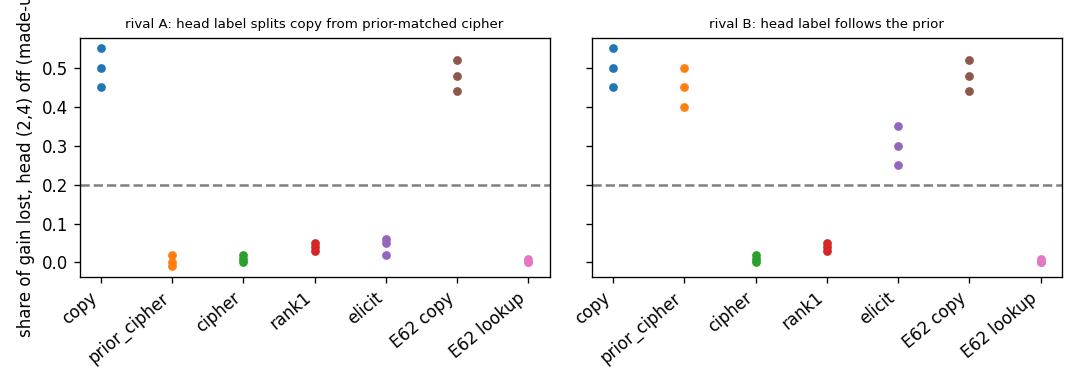 rival A: head label splits copy from prior-matched cipher
rival B: head label follows the prior
share of gain lost, head (2,4) off
0.5
0.4
0.3
0.2
0.1
0.0
copy
prior_cipher
cipher
rank1
elicit
E62 copy
E62 lookup
copy
prior_cipher
cipher
rank1
elicit
E62 copy
E62 lookup